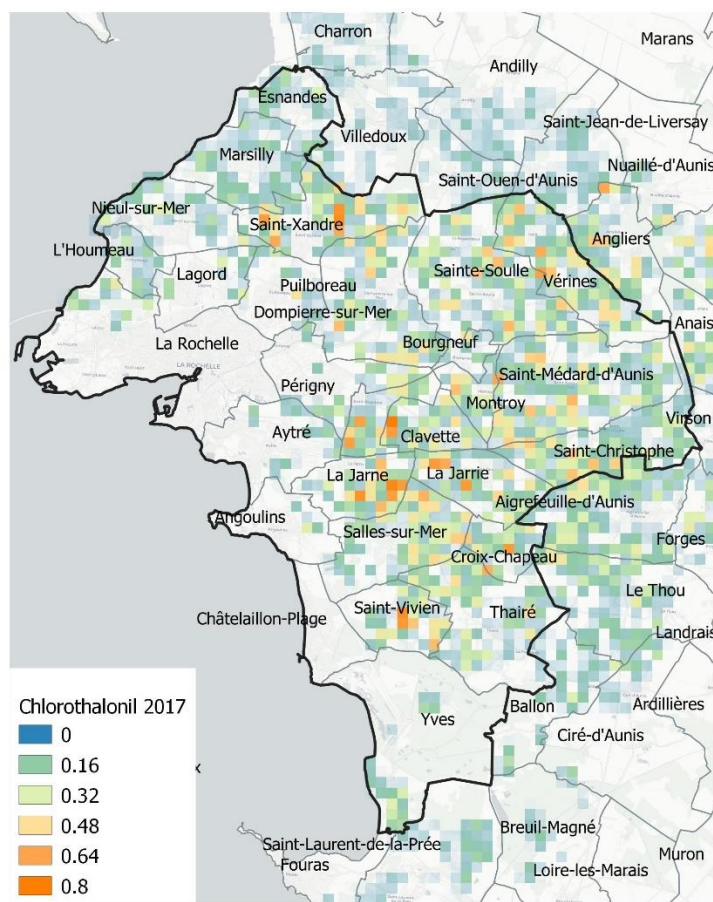 Charron
Marans
Andilly
Esnandes
Saint-Jean-de-Liversay
Villedoux
Marsilly
Nuaillé-d'Aunis
Saint-Ouen-d'Aunis
Nieul-sur-Mer
Saint-Xandre
Angliers
L'Houmeau
Lagord
Sainte-Soulle
Vérines
Puilboreau
Dompierre-sur-Mer
Anais
La Rochelle
Bourgneuf
LA ROCHELLE
Saint-Médard-d'Aunis
Périgny
Montroy
Virson
Aytré
Clavette
Saint-Christophe
La Jarne
La Jarrie
Aigrefeuille-d'Aunis
Angoulins
Salles-sur-Mer
Forges
Croix-Chapeau
Le Thou
Saint-Vivien
Thairé
Châtelaillon-Plage
Landrais
Ballon
Ardillières
Yves
Ciré-d'Aunis
Chlorothalonil 2017
0
0.16
0.32
0.48
0.64
0.8
Saint-Laurent-de-la-Prée
Fouras
Breuil-Magné
Muron
Loire-les-Marais